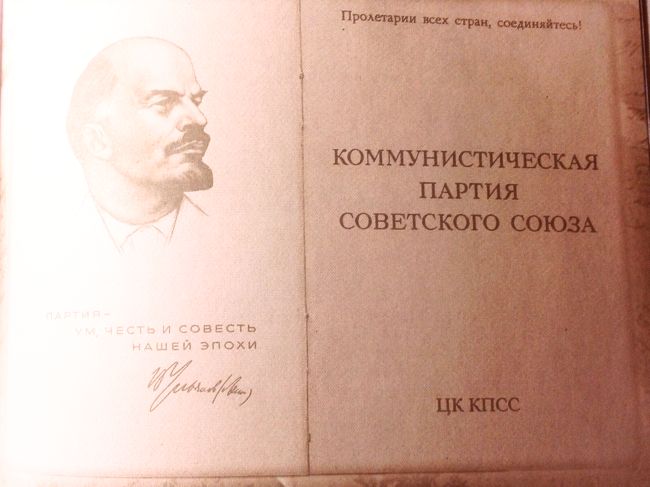 ПАРТИЯ–
УМ, ЧЕСТЬ И СОВЕСТЬ
НАШЕЙ ЭПОХИ
Пролетарии всех стран, соединяйтесь!
КОММУНИСТИЧЕСКАЯ
ПАРТИЯ
СОВЕТСКОГО СОЮЗА
ЦК КПСС